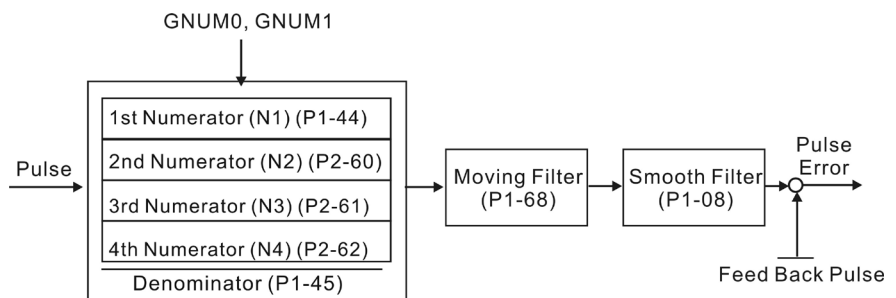 GNUM0, GNUM1
1st Numerator (N1) (P1-44)
2nd Numerator (N2) (P2-60)
3rd Numerator (N3) (P2-61)
4th Numerator (N4) (P2-62)
Denominator (P1-45)
Pulse
Moving Filter
(P1-68)
Smooth Filter
(P1-08)
Pulse
Error
Feed Back Pulse